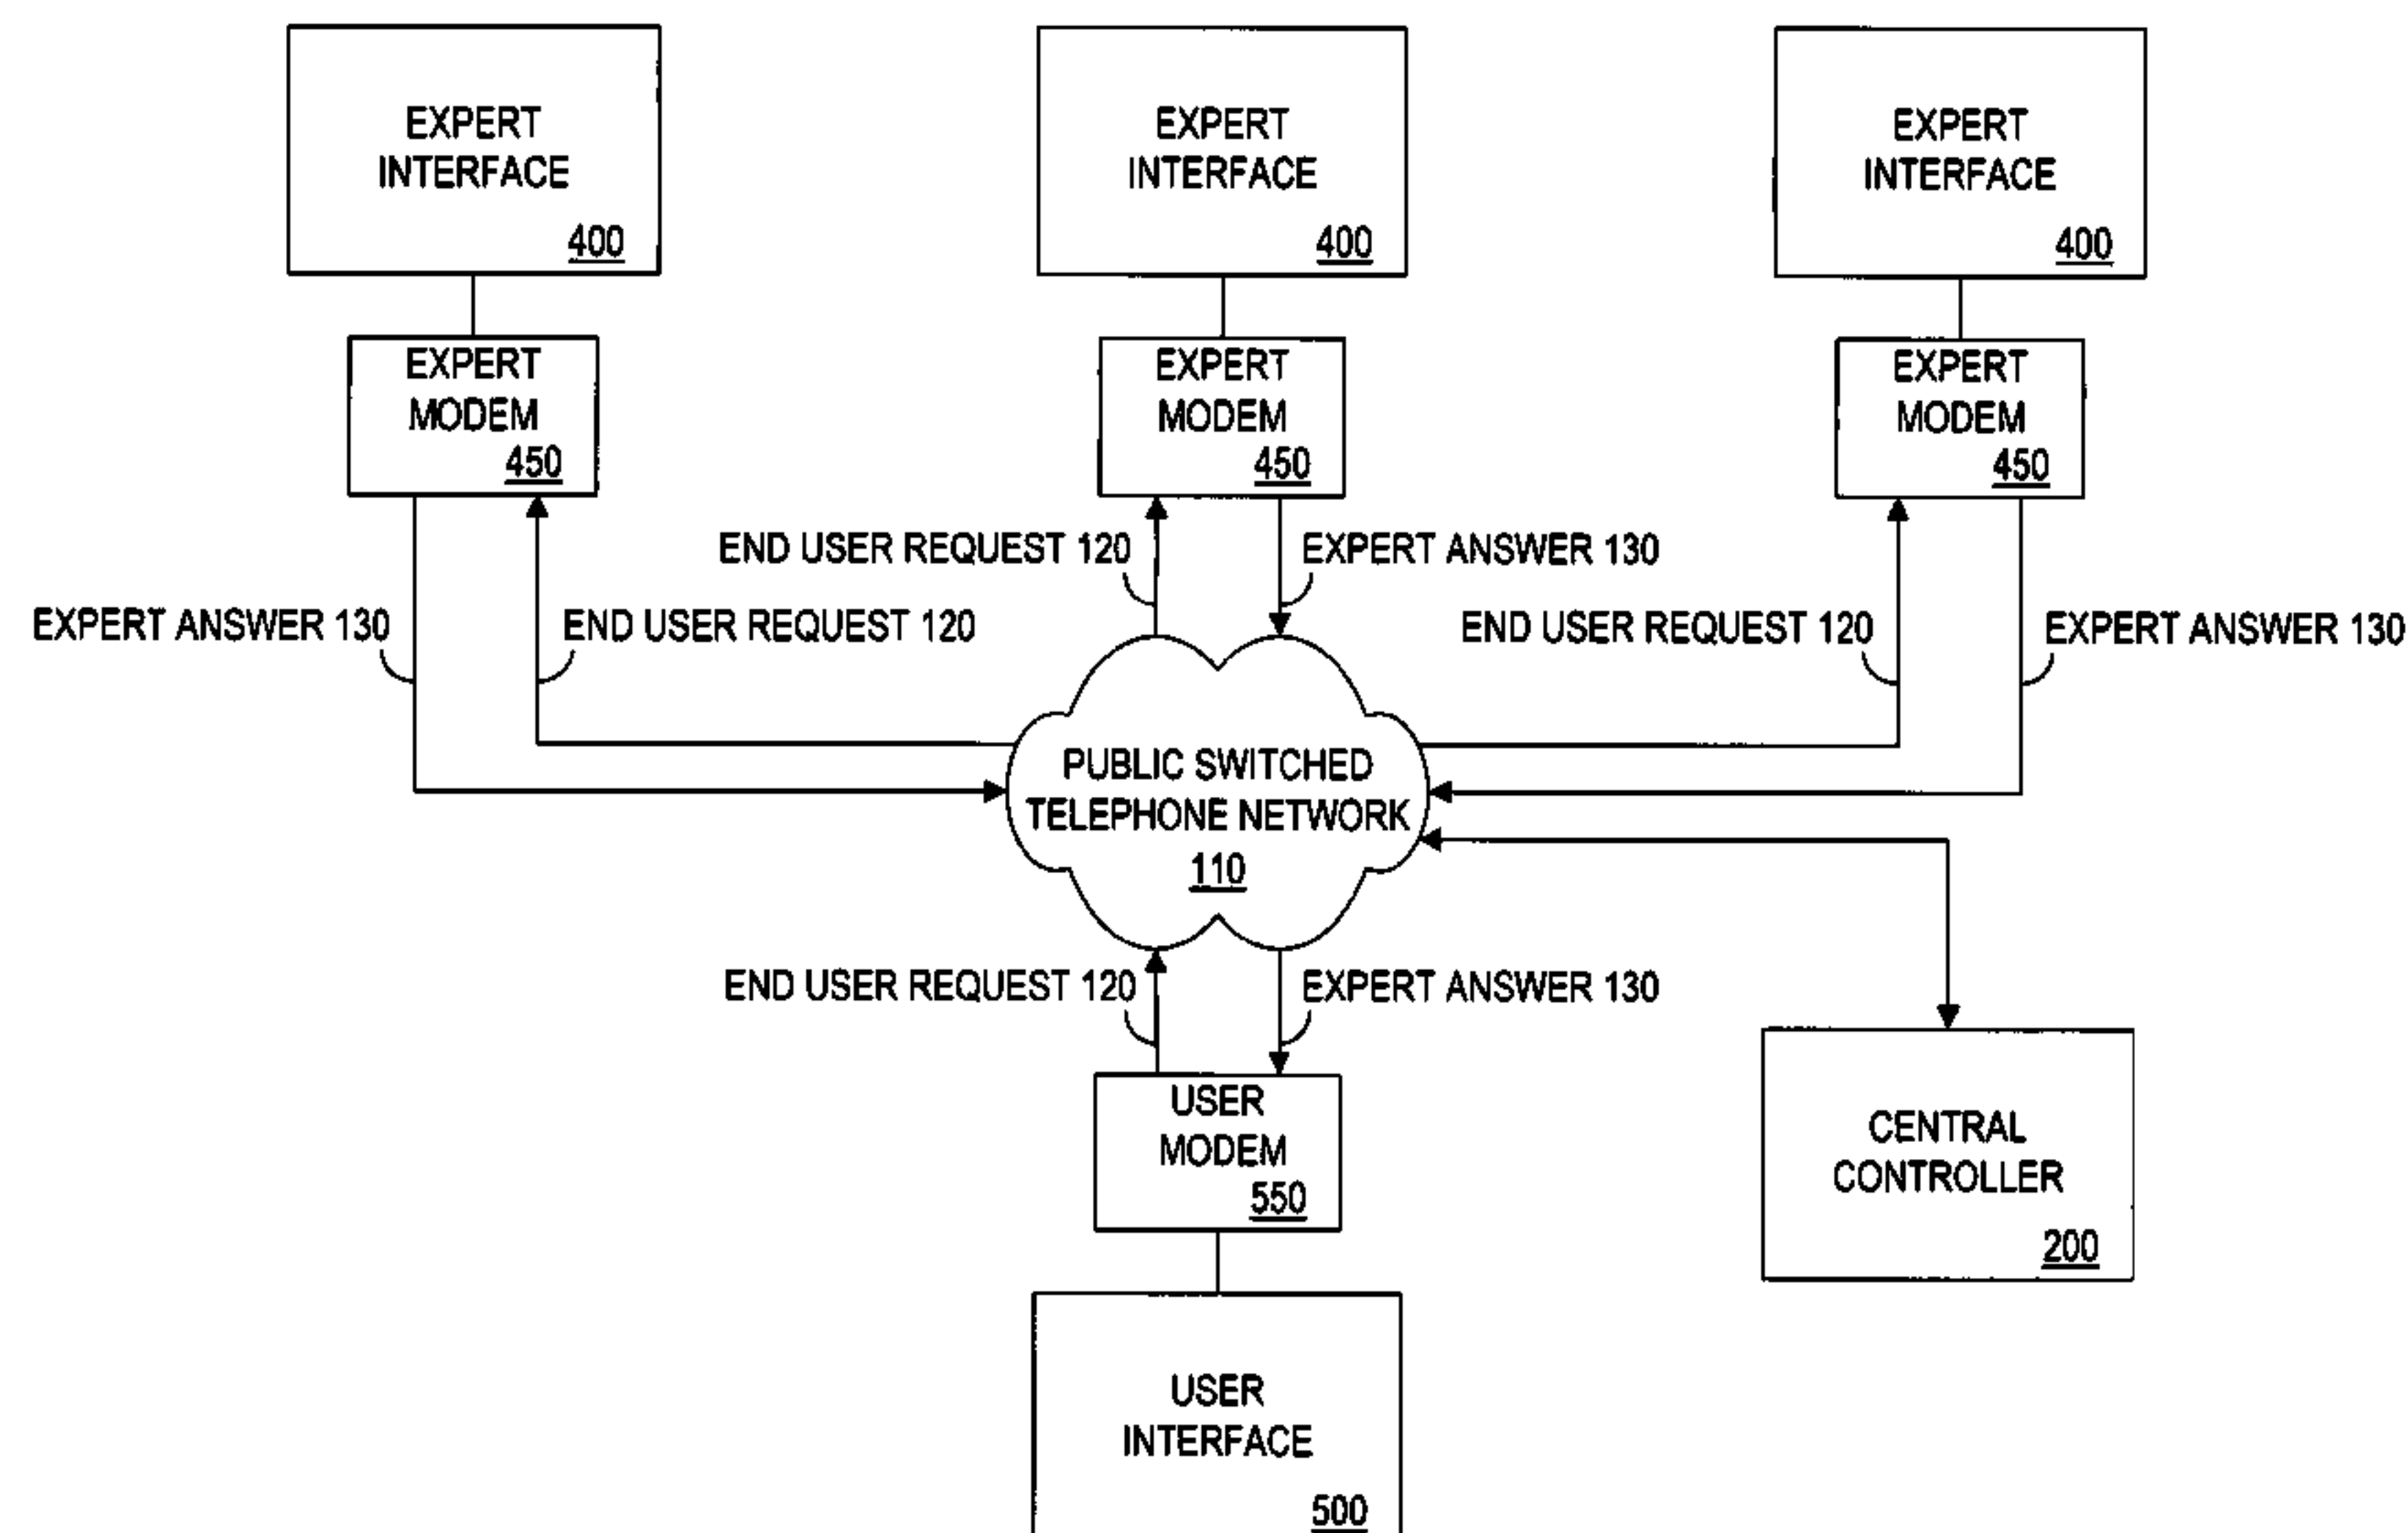 EXPERT
INTERFACE
400
EXPERT
INTERFACE
400
EXPERT
INTERFACE
400
EXPERT
MODEM
450
EXPERT
MODEM
450
EXPERT
MODEM
450
END USER REQUEST 120
EXPERT ANSWER 130
EXPERT ANSWER 130
END USER REQUEST 120
END USER REQUEST 120
EXPERT ANSWER 130
PUBLIC SWITCHED
TELEPHONE NETWORK
110
END USER REQUEST 120
EXPERT ANSWER 130
USER
MODEM
550
CENTRAL
CONTROLLER
200
USER
INTERFACE
500